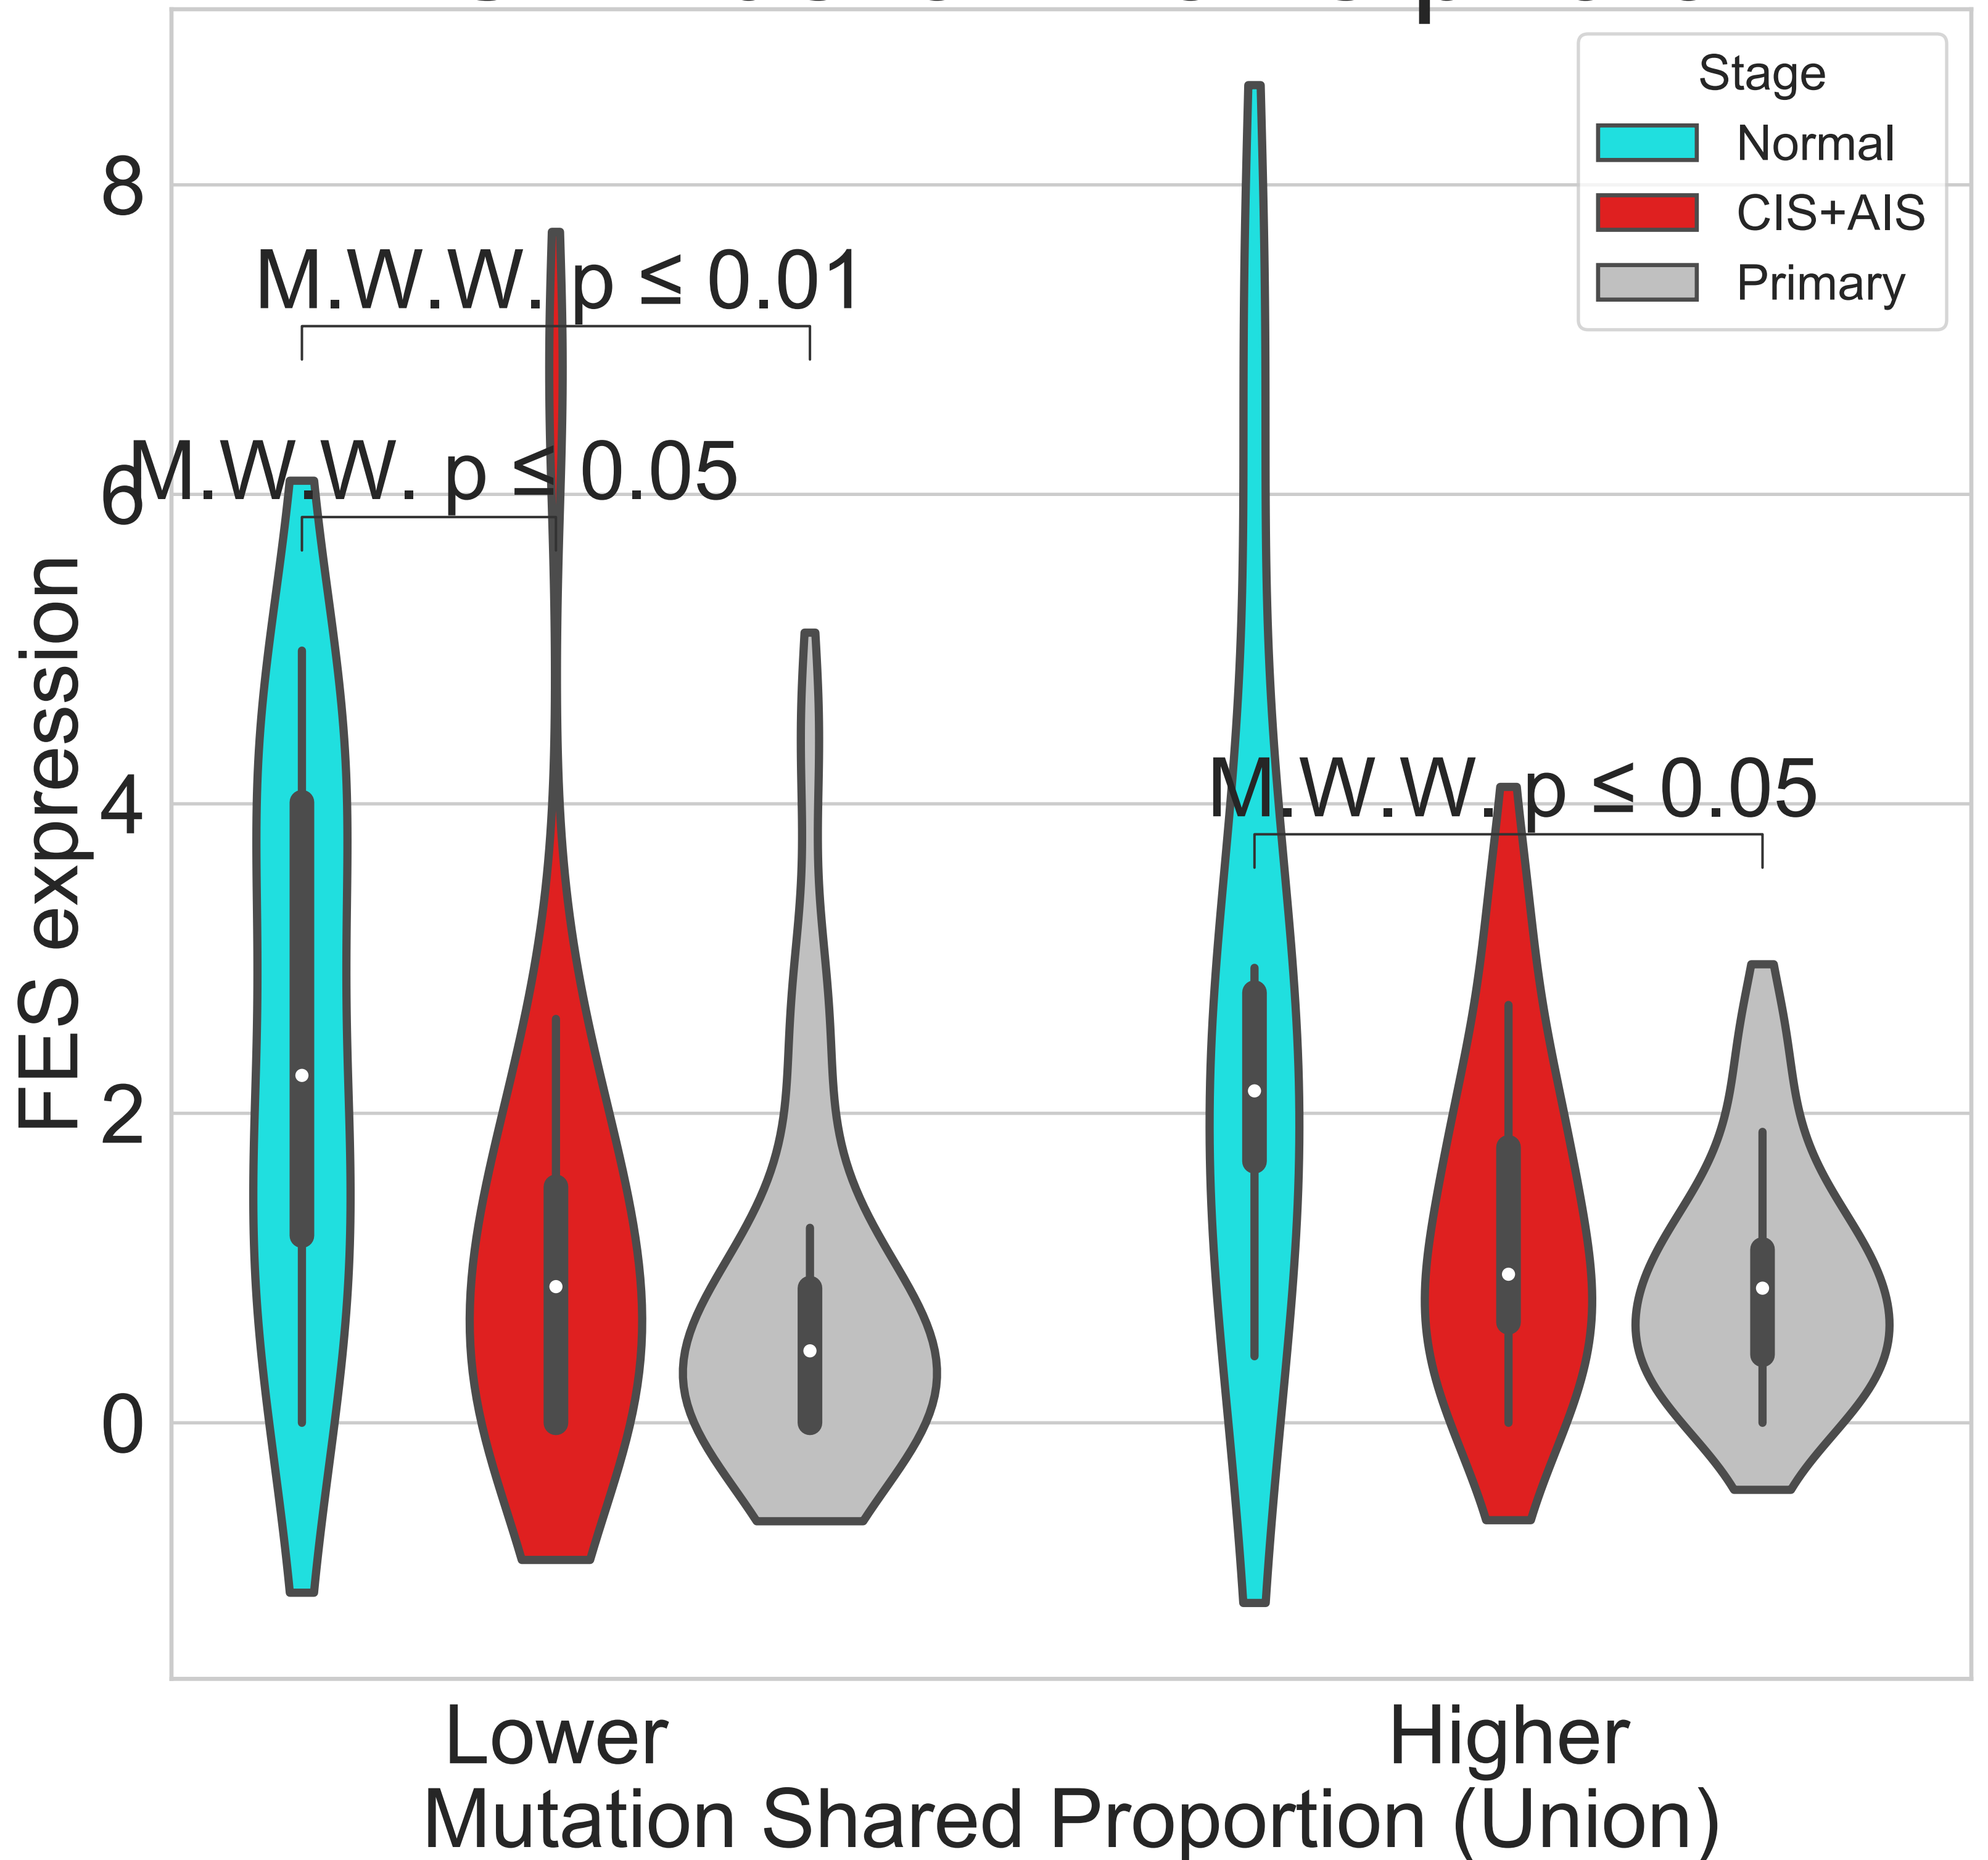 Stage
Normal
CIS+AIS
Primary
8
M.W.W. p ≤ 0.01
6
M.W.W. p ≤ 0.05
4
M.W.W. p ≤ 0.05
2
0
FES expression
Lower
Higher
Mutation Shared Proportion (Union)